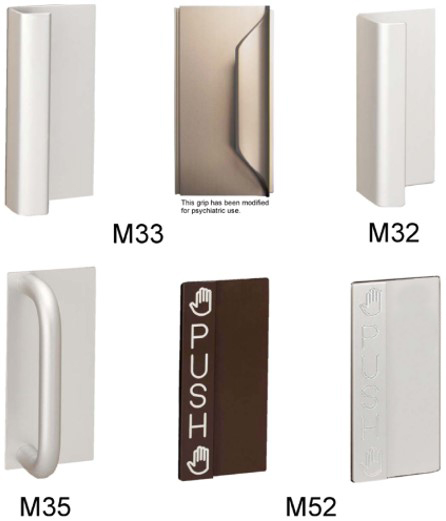 This grip has been modified
for psychiatric use.
M33
M32
PUSH
PUSH
M35
M52